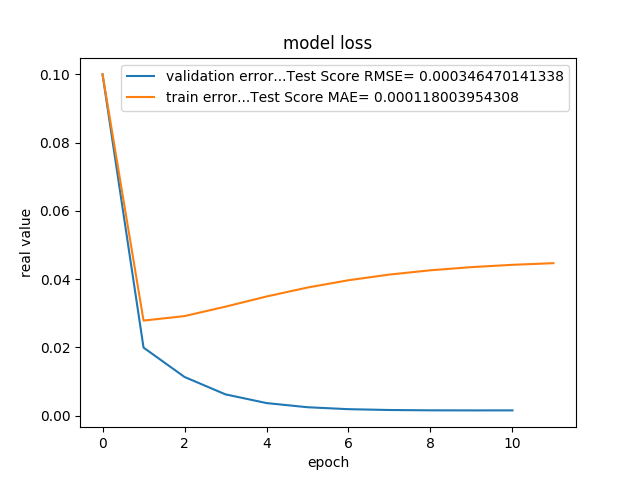 model loss
validation error...Test Score RMSE= 0.000346470141338
train error...Test Score MAE= 0.000118003954308
0.10
0.08
0.06
0.04
0.02
0.00
real value
0 2 4 6 8 10
epoch